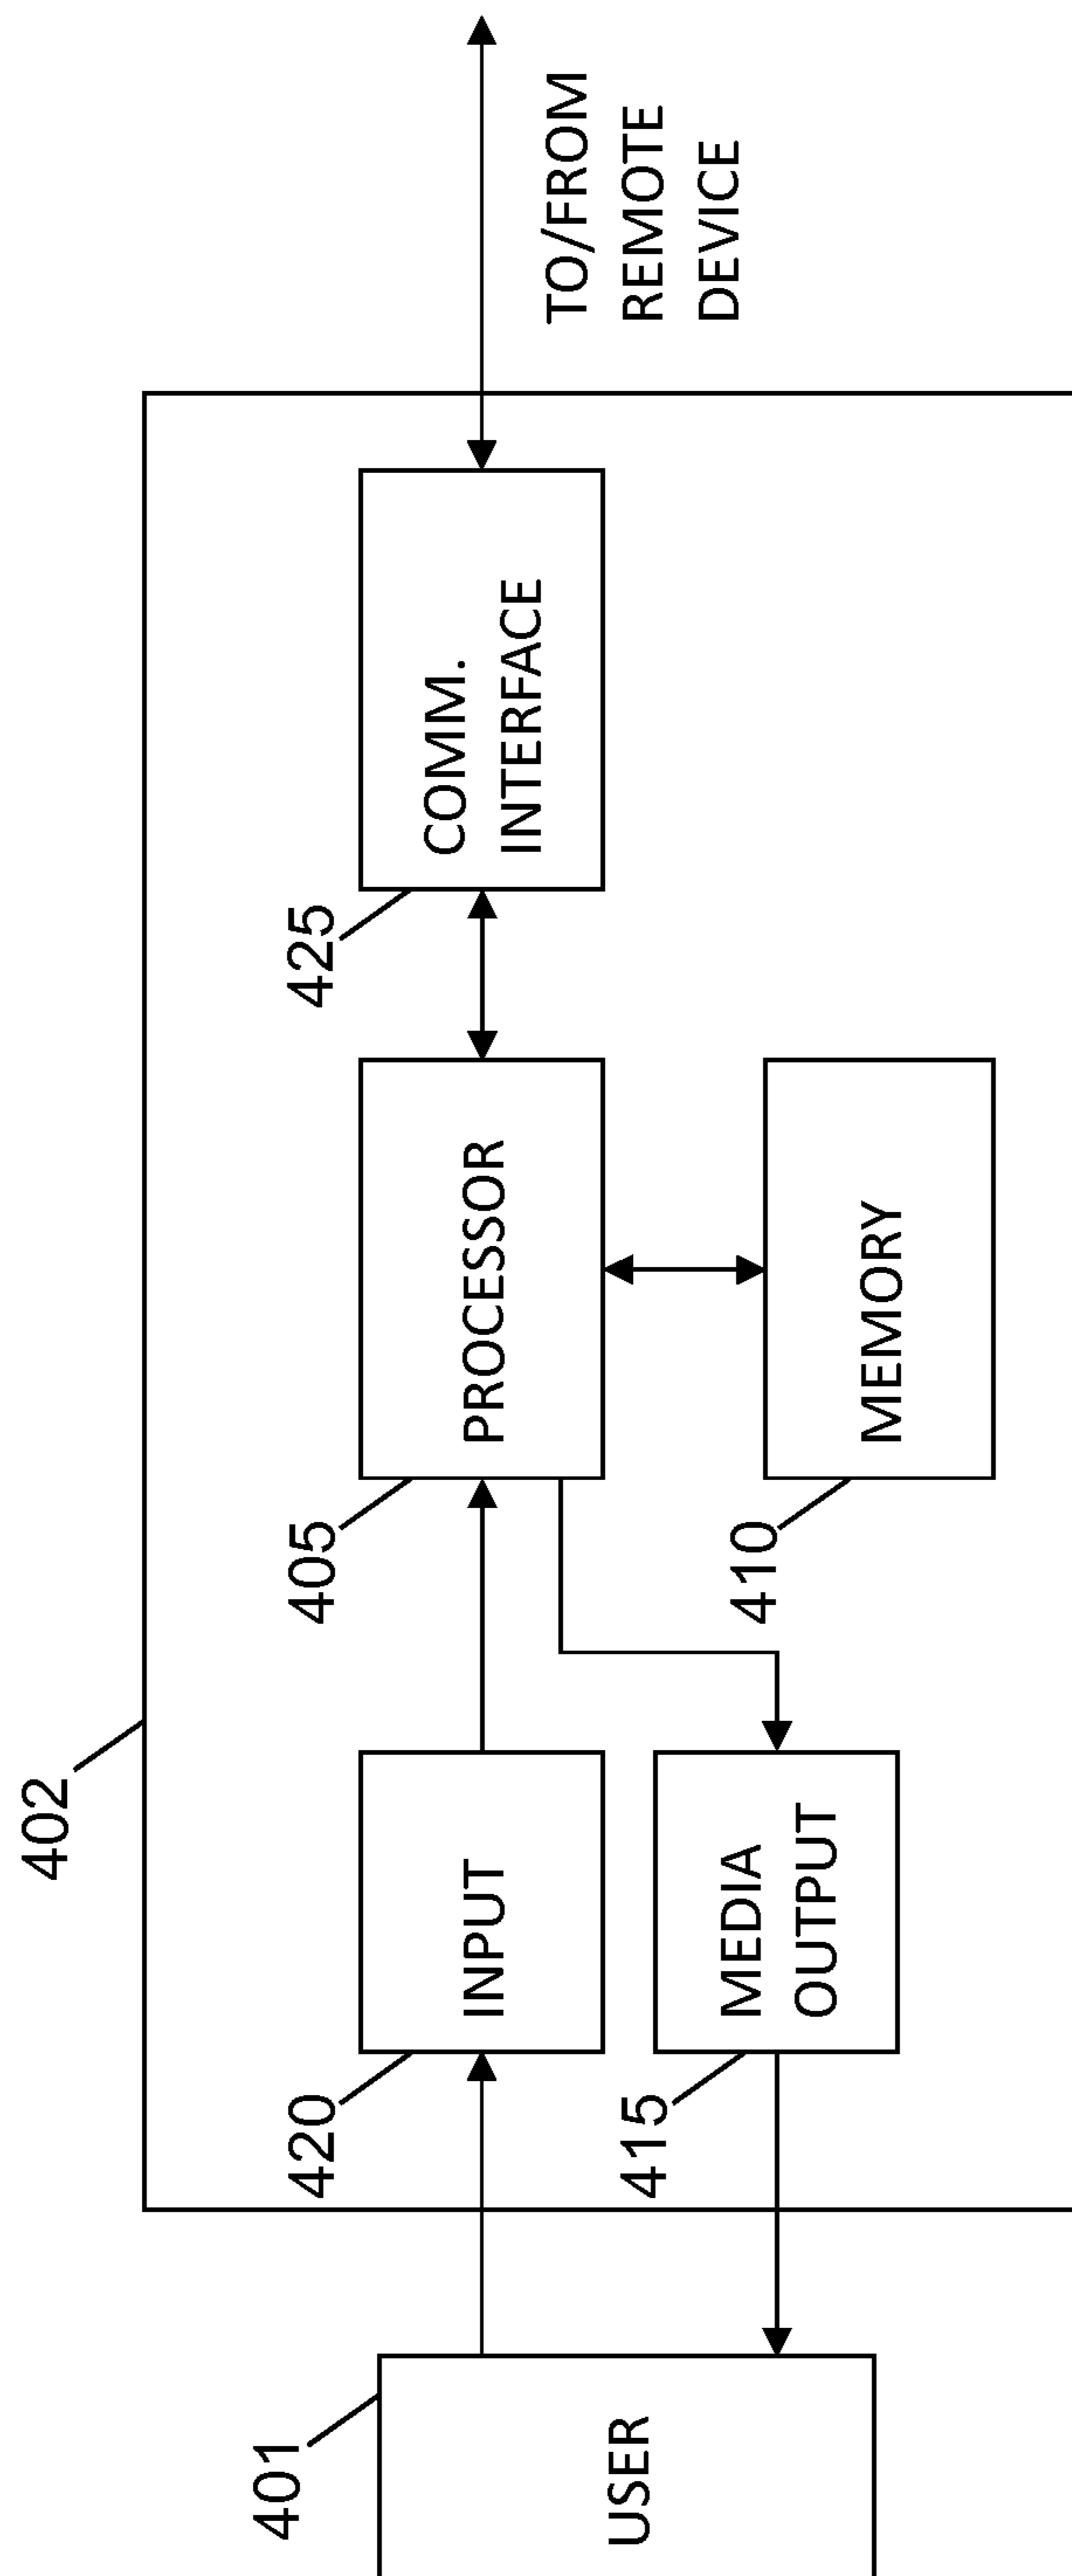 402
401
USER
420
INPUT
415
MEDIA
OUTPUT
405
PROCESSOR
410
MEMORY
425
COMM.
INTERFACE
TO/FROM
REMOTE
DEVICE